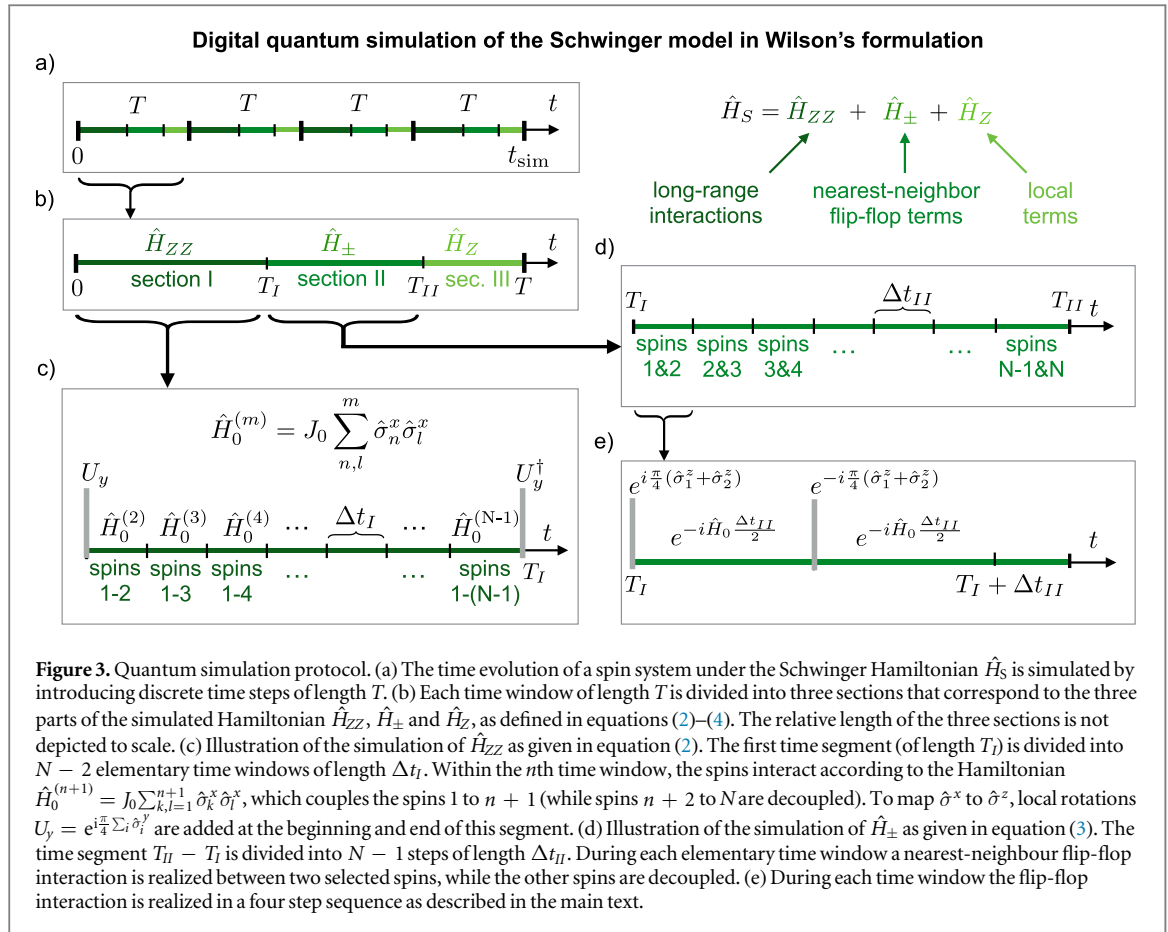 Digital quantum simulation of the Schwinger model in Wilson's formulation
a)
T T T T t
0 t_sim
Ĥ_S = Ĥ_ZZ + Ĥ_± + Ĥ_Z
long-range interactions
nearest-neighbor flip-flop terms
local terms
b)
Ĥ_ZZ Ĥ_± Ĥ_Z t
section I section II sec. III
0 T_I T_II T
c)
Ĥ_0^(m) = J_0 ∑_{n,l}^{m} σ̂_n^x σ̂_l^x
U_y U_y^†
Ĥ_0^(2) Ĥ_0^(3) Ĥ_0^(4) ... Δt_I ... Ĥ_0^(N-1) t
spins 1-2 spins 1-3 spins 1-4 ... ... spins 1-(N-1) T_I
d)
T_I Δt_II T_II t
spins 1&2 spins 2&3 spins 3&4 ... ... spins N-1&N
e)
e^{i π/4 (σ̂_1^z+σ̂_2^z)} e^{-i π/4 (σ̂_1^z+σ̂_2^z)}
e^{-iĤ_0 Δt_II/2} e^{-iĤ_0 Δt_II/2} t
T_I T_I + Δt_II
Figure 3. Quantum simulation protocol. (a) The time evolution of a spin system under the Schwinger Hamiltonian Ĥ_S is simulated by
introducing discrete time steps of length T. (b) Each time window of length T is divided into three sections that correspond to the three
parts of the simulated Hamiltonian Ĥ_ZZ, Ĥ_± and Ĥ_Z, as defined in equations (2)–(4). The relative length of the three sections is not
depicted to scale. (c) Illustration of the simulation of Ĥ_ZZ as given in equation (2). The first time segment (of length T_I) is divided into
N − 2 elementary time windows of length Δt_I. Within the nth time window, the spins interact according to the Hamiltonian
Ĥ_0^(n+1) = J_0∑_{k,l=1}^{n+1} σ̂_k^x σ̂_l^x, which couples the spins 1 to n + 1 (while spins n + 2 to N are decoupled). To map σ̂^x to σ̂^z, local rotations
U_y = e^{i π/4 ∑_i σ̂_i^y} are added at the beginning and end of this segment. (d) Illustration of the simulation of Ĥ_± as given in equation (3). The
time segment T_II − T_I is divided into N − 1 steps of length Δt_II. During each elementary time window a nearest-neighbour flip-flop
interaction is realized between two selected spins, while the other spins are decoupled. (e) During each time window the flip-flop
interaction is realized in a four step sequence as described in the main text.